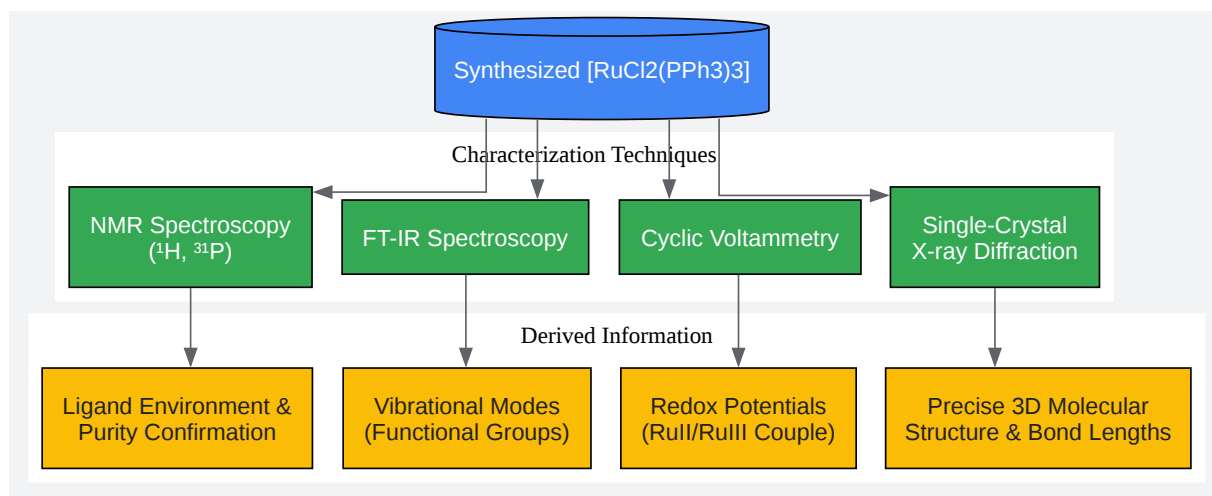 Synthesized [RuCl2(PPh3)3]
Characterization Techniques
NMR Spectroscopy
(¹H, ³¹P)
FT-IR Spectroscopy
Cyclic Voltammetry
Single-Crystal
X-ray Diffraction
Derived Information
Ligand Environment &
Purity Confirmation
Vibrational Modes
(Functional Groups)
Redox Potentials
(RuII/RuIII Couple)
Precise 3D Molecular
Structure & Bond Lengths